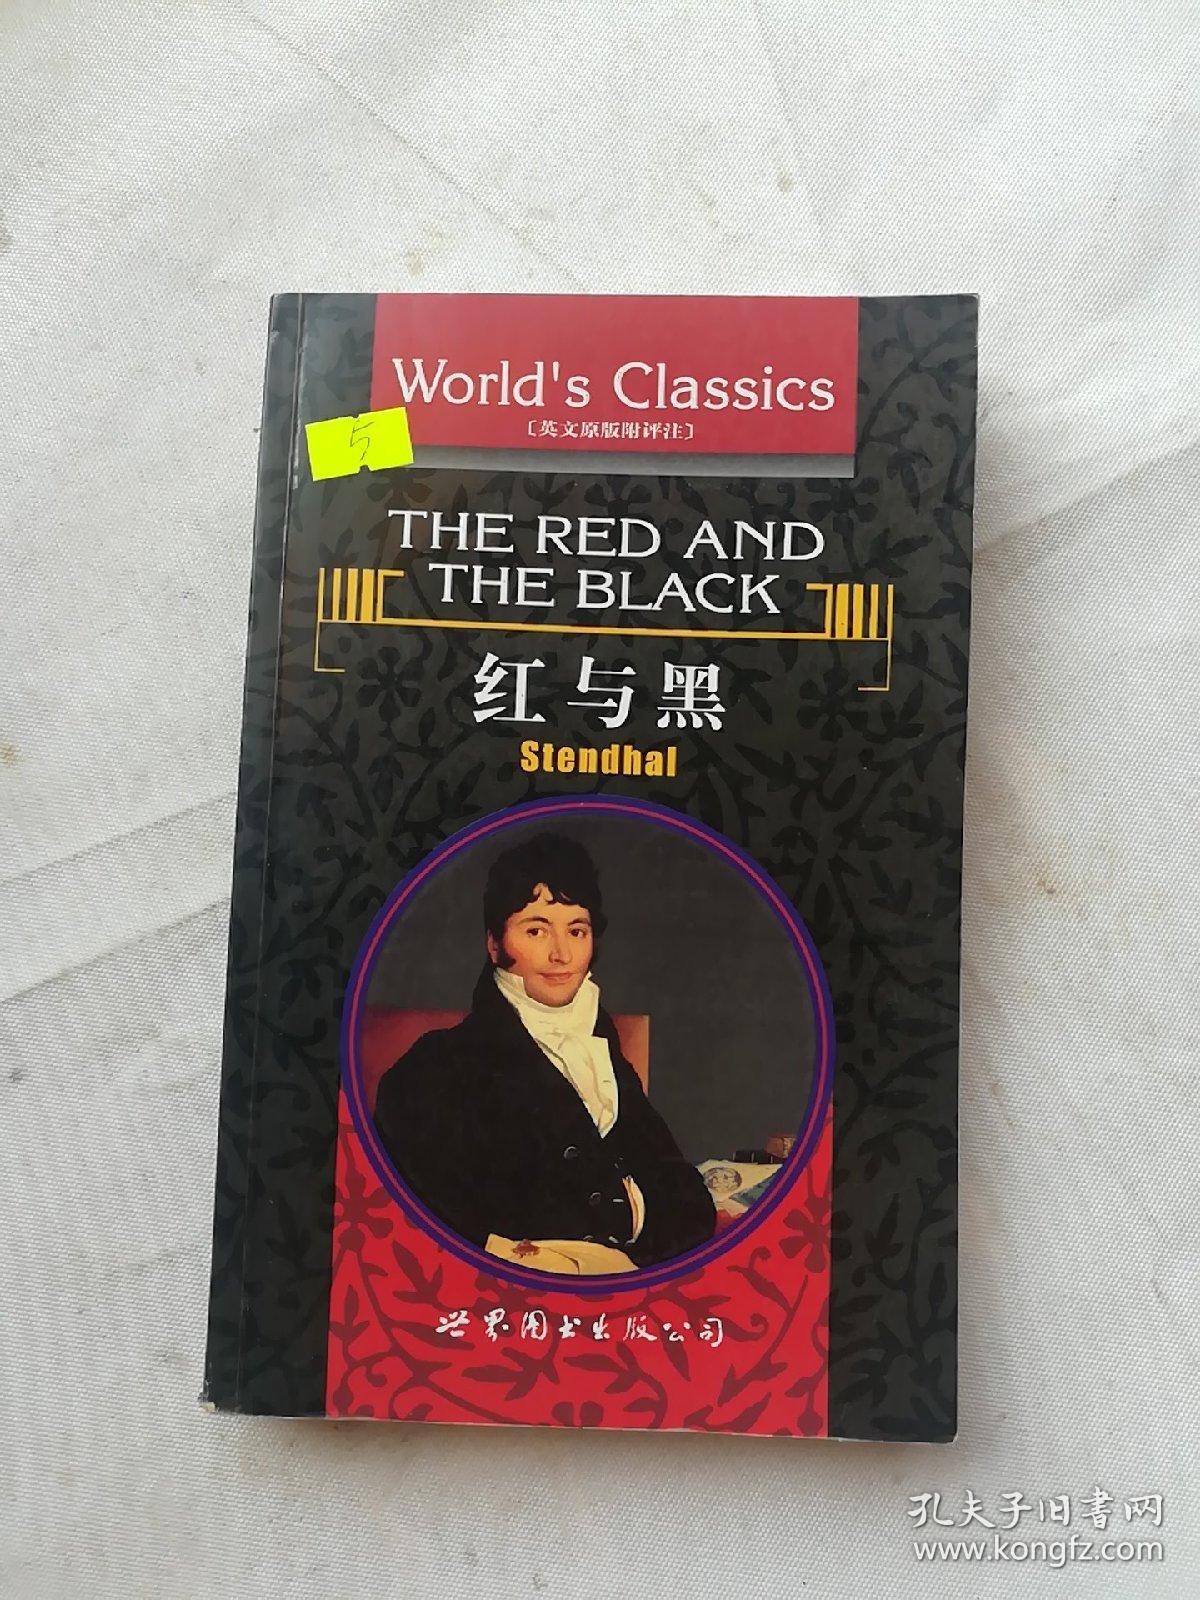 World's Classics
［英文原版附评注］
5
THE RED AND
THE BLACK
红与黑
Stendhal
世界图书出版公司
孔夫子旧书网
www.kongfz.com